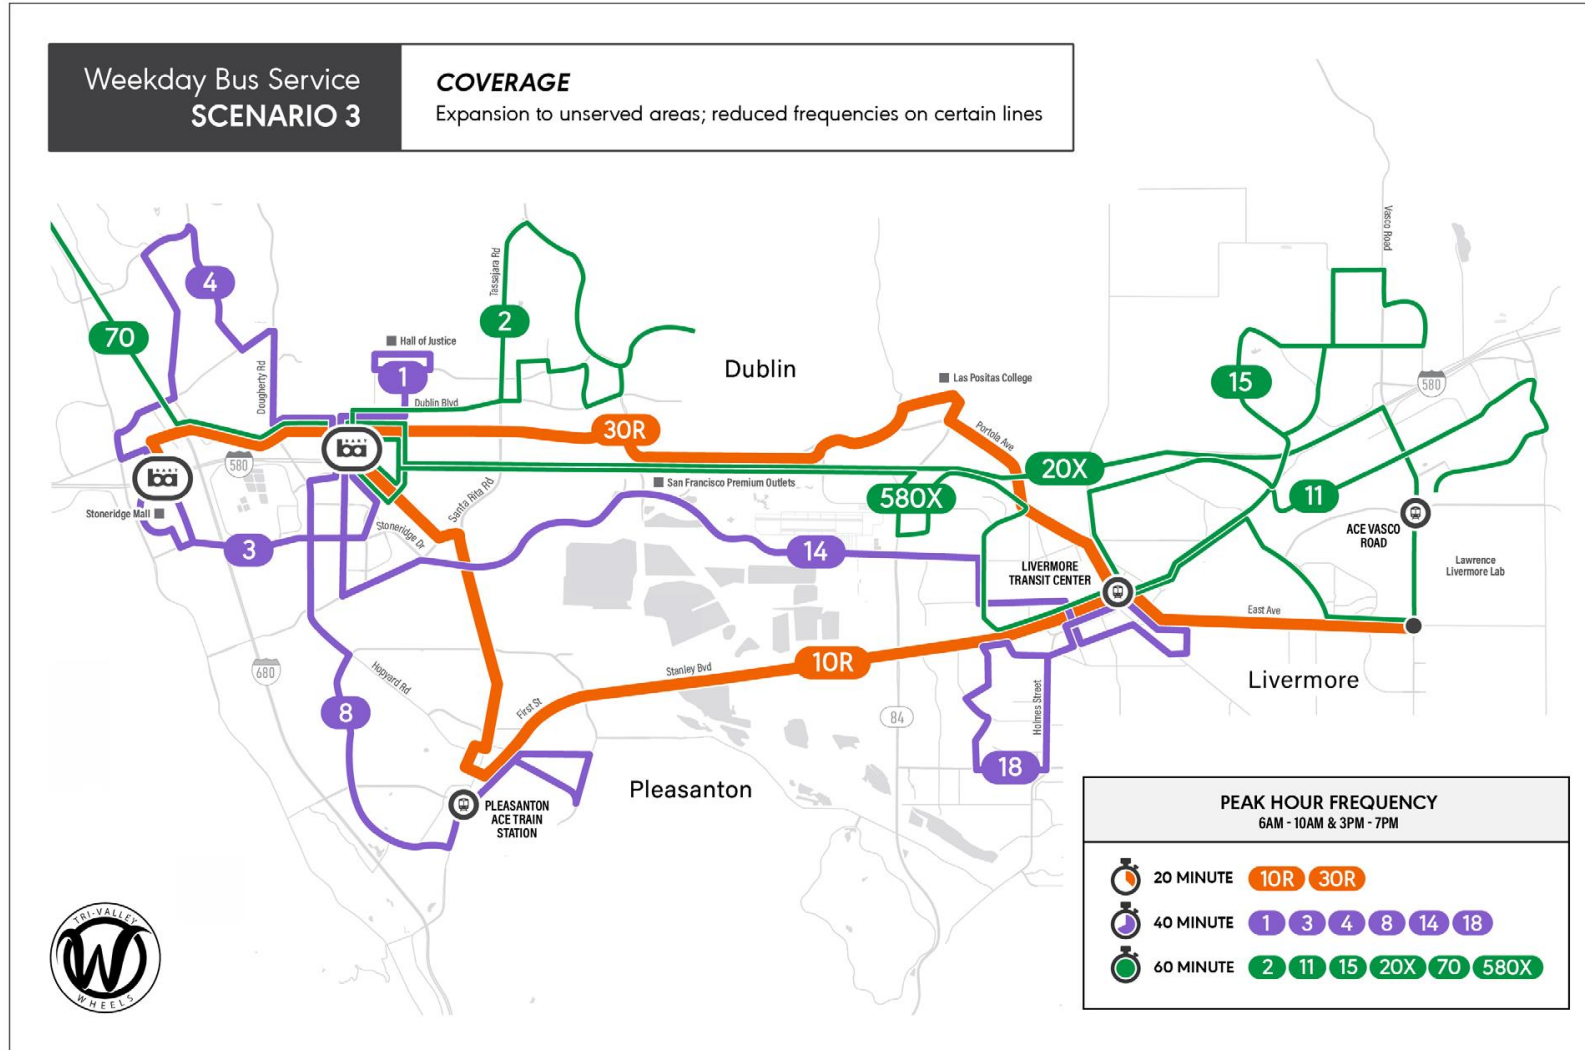 Weekday Bus Service
SCENARIO 3
COVERAGE
Expansion to unserved areas; reduced frequencies on certain lines
Vasco Road
4
Tassajara Rd
70
2
Hall of Justice
Dougherty Rd
1
Dublin
Las Positas College
15
580
Dublin Blvd
30R
Portola Ave
BART
ba
580
BART
ba
Santa Rita Rd
San Francisco Premium Outlets
20X
580X
11
Stoneridge Mall
Stoneridge Dr
ACE VASCO
ROAD
3
14
LIVERMORE
TRANSIT CENTER
Lawrence
Livermore Lab
East Ave
680
Hopyard Rd
Stanley Bvd
10R
Livermore
8
First St
84
Holmes Street
18
Pleasanton
PLEASANTON
ACE TRAIN
STATION
PEAK HOUR FREQUENCY
6AM - 10AM & 3PM - 7PM
20 MINUTE 10R 30R
40 MINUTE 1 3 4 8 14 18
60 MINUTE 2 11 15 20X 70 580X
TRI-VALLEY
W
WHEELS